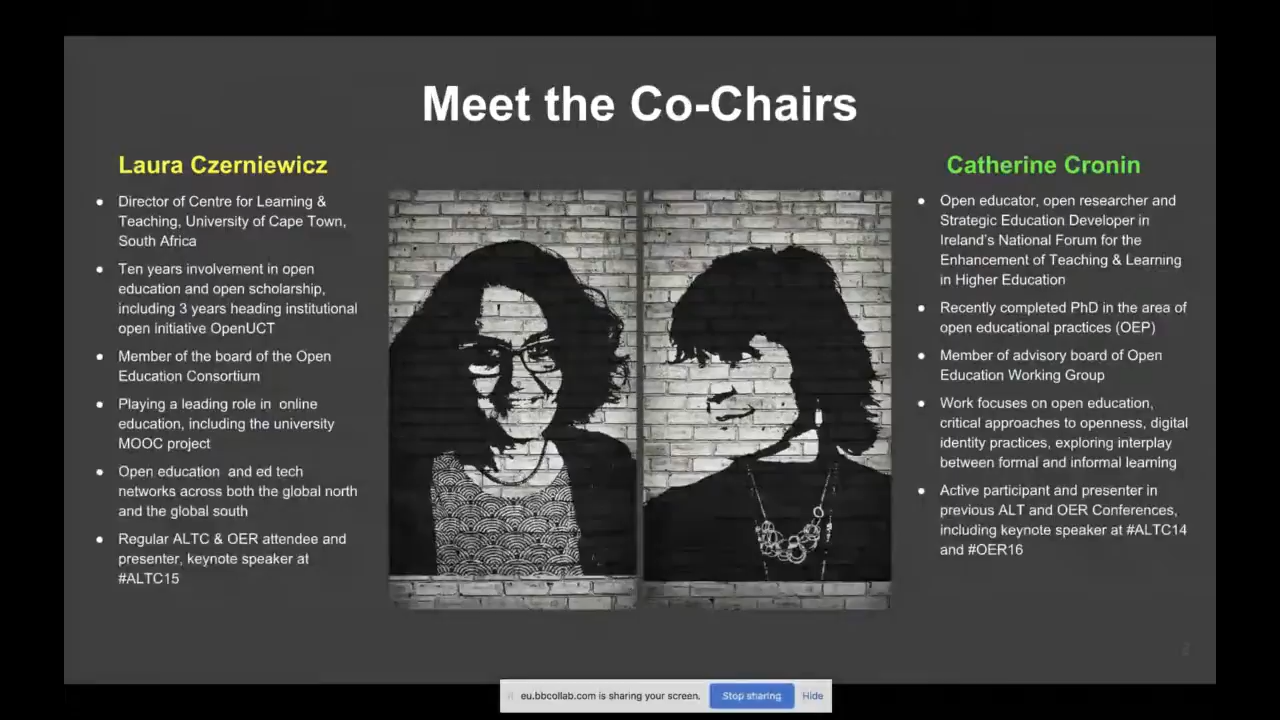 Meet the Co-Chairs
Laura Czerniewicz
Director of Centre for Learning &
Teaching, University of Cape Town,
South Africa
Ten years involvement in open
education and open scholarship,
including 3 years heading institutional
open initiative OpenUCT
Member of the board of the Open
Education Consortium
Playing a leading role in online
education, including the university
MOOC project
Open education and ed tech
networks across both the global north
and the global south
Regular ALTC & OER attendee and
presenter, keynote speaker at
#ALTC15
Catherine Cronin
Open educator, open researcher and
Strategic Education Developer in
Ireland's National Forum for the
Enhancement of Teaching & Learning
in Higher Education
Recently completed PhD in the area of
open educational practices (OEP)
Member of advisory board of Open
Education Working Group
Work focuses on open education,
critical approaches to openness, digital
identity practices, exploring interplay
between formal and informal learning
Active participant and presenter in
previous ALT and OER Conferences,
including keynote speaker at #ALTC14
and #OER16
eu.bbcollab.com is sharing your screen.
Stop sharing
Hide